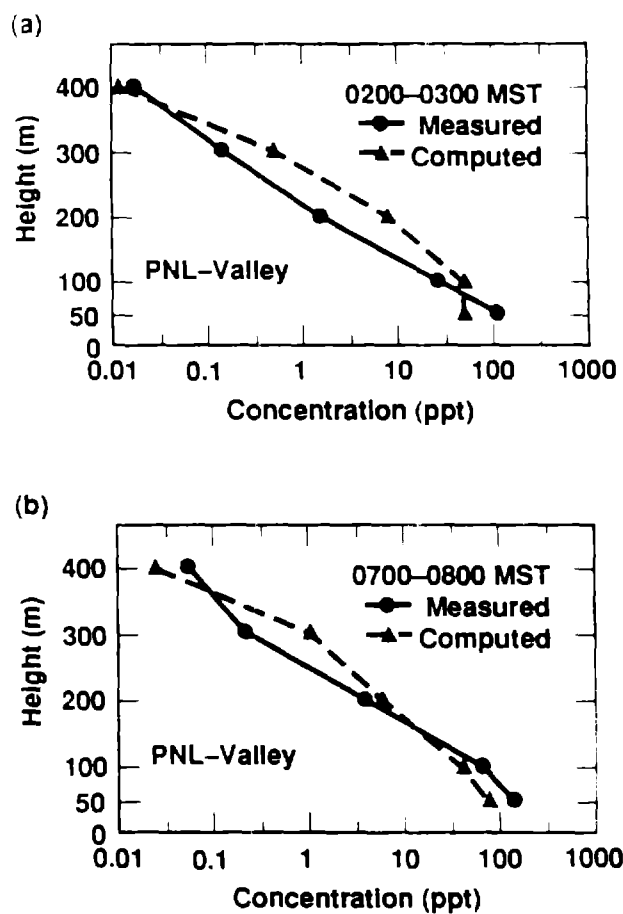 (a)
400
300
200
100
50
0
Height (m)
0200–0300 MST
Measured
Computed
PNL–Valley
0.01 0.1 1 10 100 1000
Concentration (ppt)
(b)
400
300
200
100
50
0
Height (m)
0700–0800 MST
Measured
Computed
PNL–Valley
0.01 0.1 1 10 100 1000
Concentration (ppt)